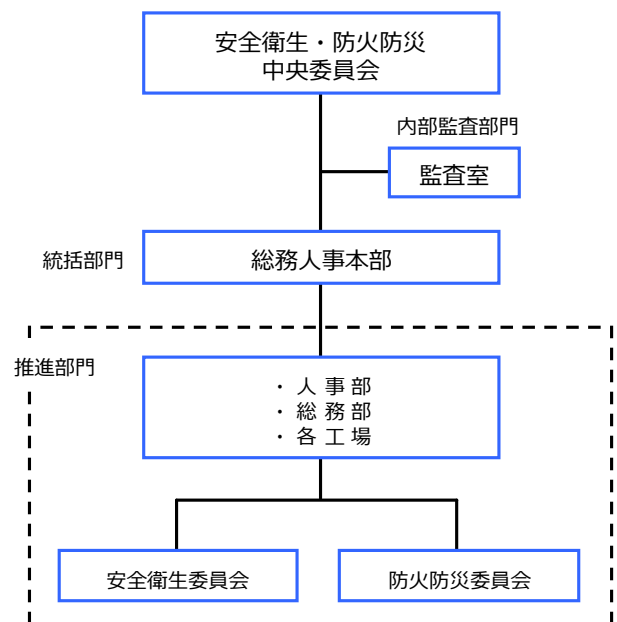 安全衛生・防火防災
中央委員会
内部監査部門
監査室
統括部門
総務人事本部
推進部門
・ 人 事 部
・ 総 務 部
・ 各 工 場
安全衛生委員会
防火防災委員会